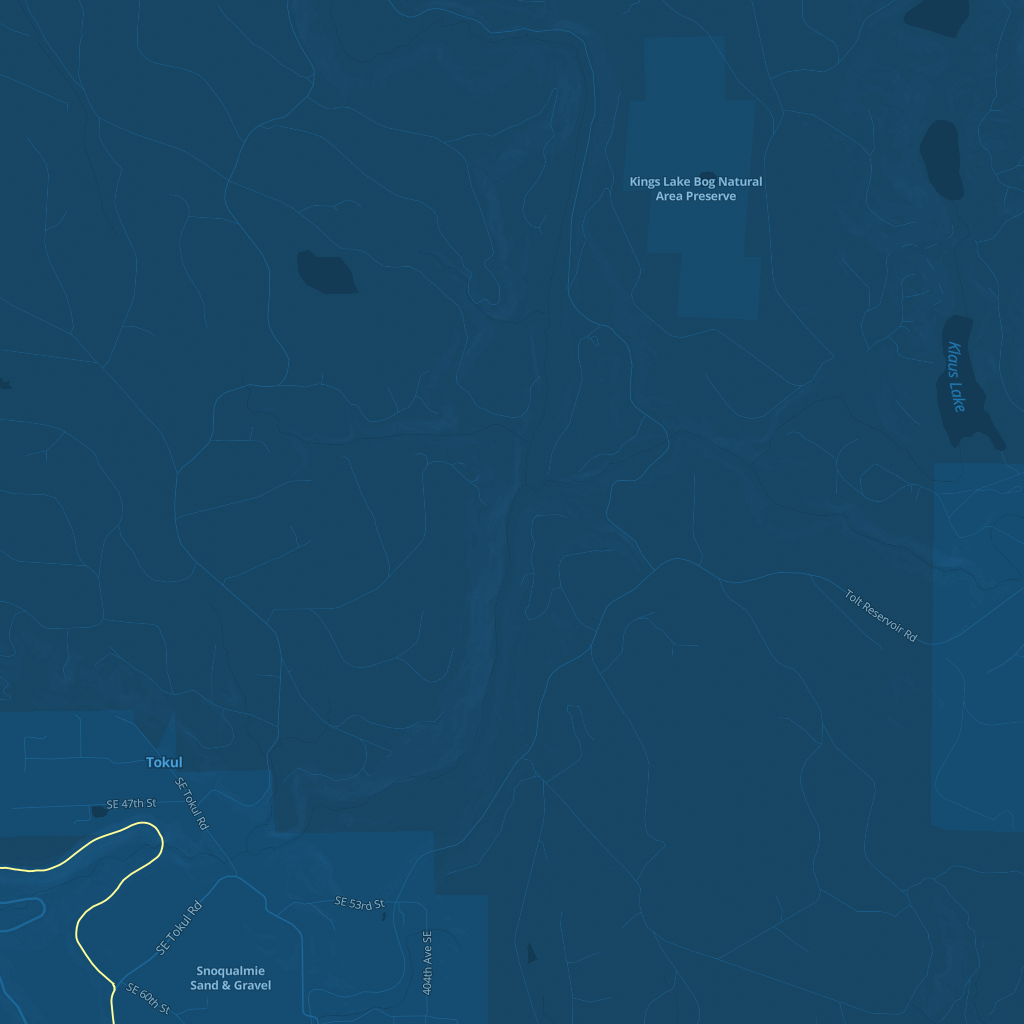 Kings Lake Bog Natural
Area Preserve
Klaus Lake
Tolt Reservoir Rd
Tokul
SE Tokul Rd
SE 47th St
SE 53rd St
SE Tokul Rd
404th Ave SE
Snoqualmie
Sand & Gravel
SE 60th St